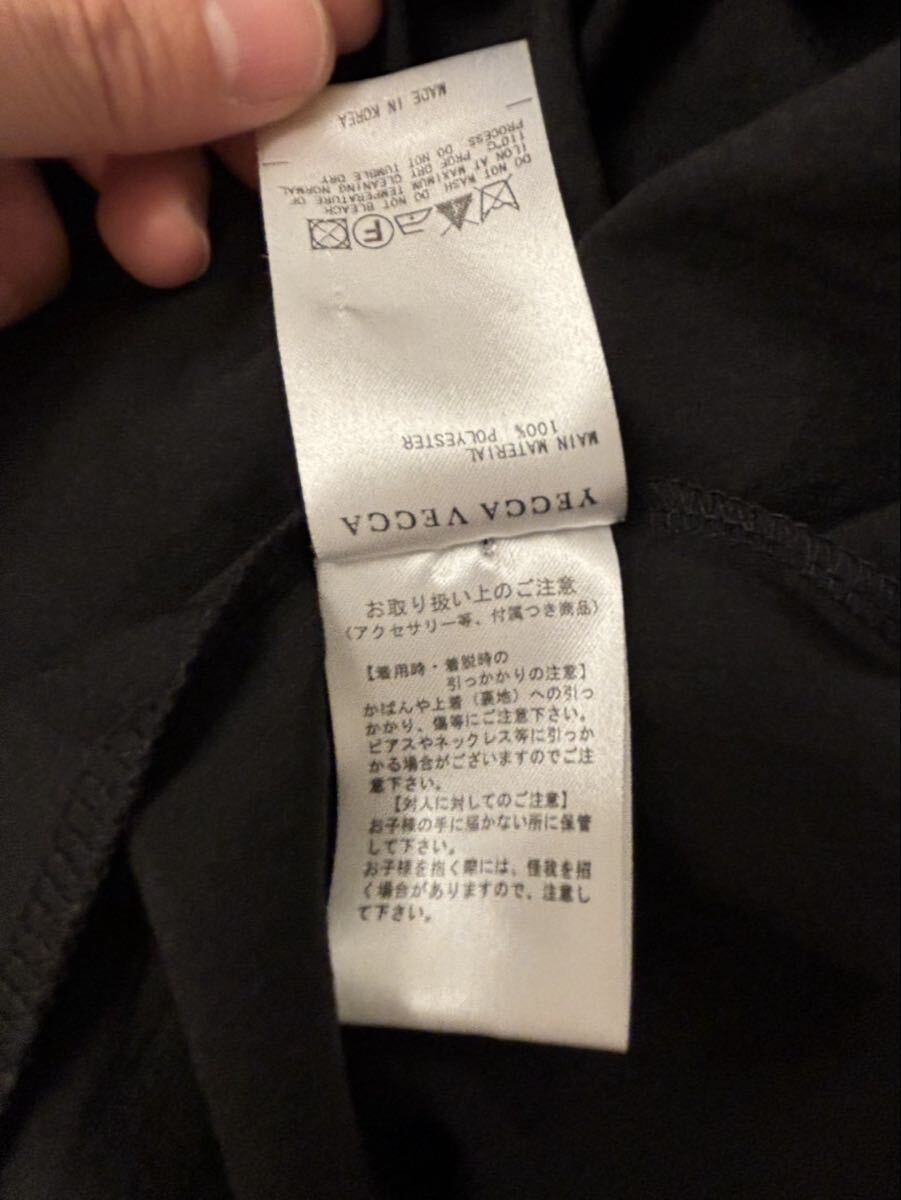 YECCA VECCA
MAIN MATERIAL
100% POLYESTER
DO NOT WASH DO NOT BLEACH
ILON AT MAXIMUM TEMPERATURE OF
110℃ PROF DRY CLEANING NORMAL
PROCESS DO NOT TUMBLE DRY
MADE IN KOREA
お取り扱い上のご注意
(アクセサリー等、付属つき商品)
【着用時・着脱時の
引っかかりの注意】
かばんや上着(裏地)への引っ
かかり、傷等にご注意下さい。
ピアスやネックレス等に引っか
かる場合がございますのでご注
意下さい。
【対人に対してのご注意】
お子様の手に届かない所に保管
して下さい。
お子様を抱く際には、怪我を招
く場合がありますので、注意し
て下さい。